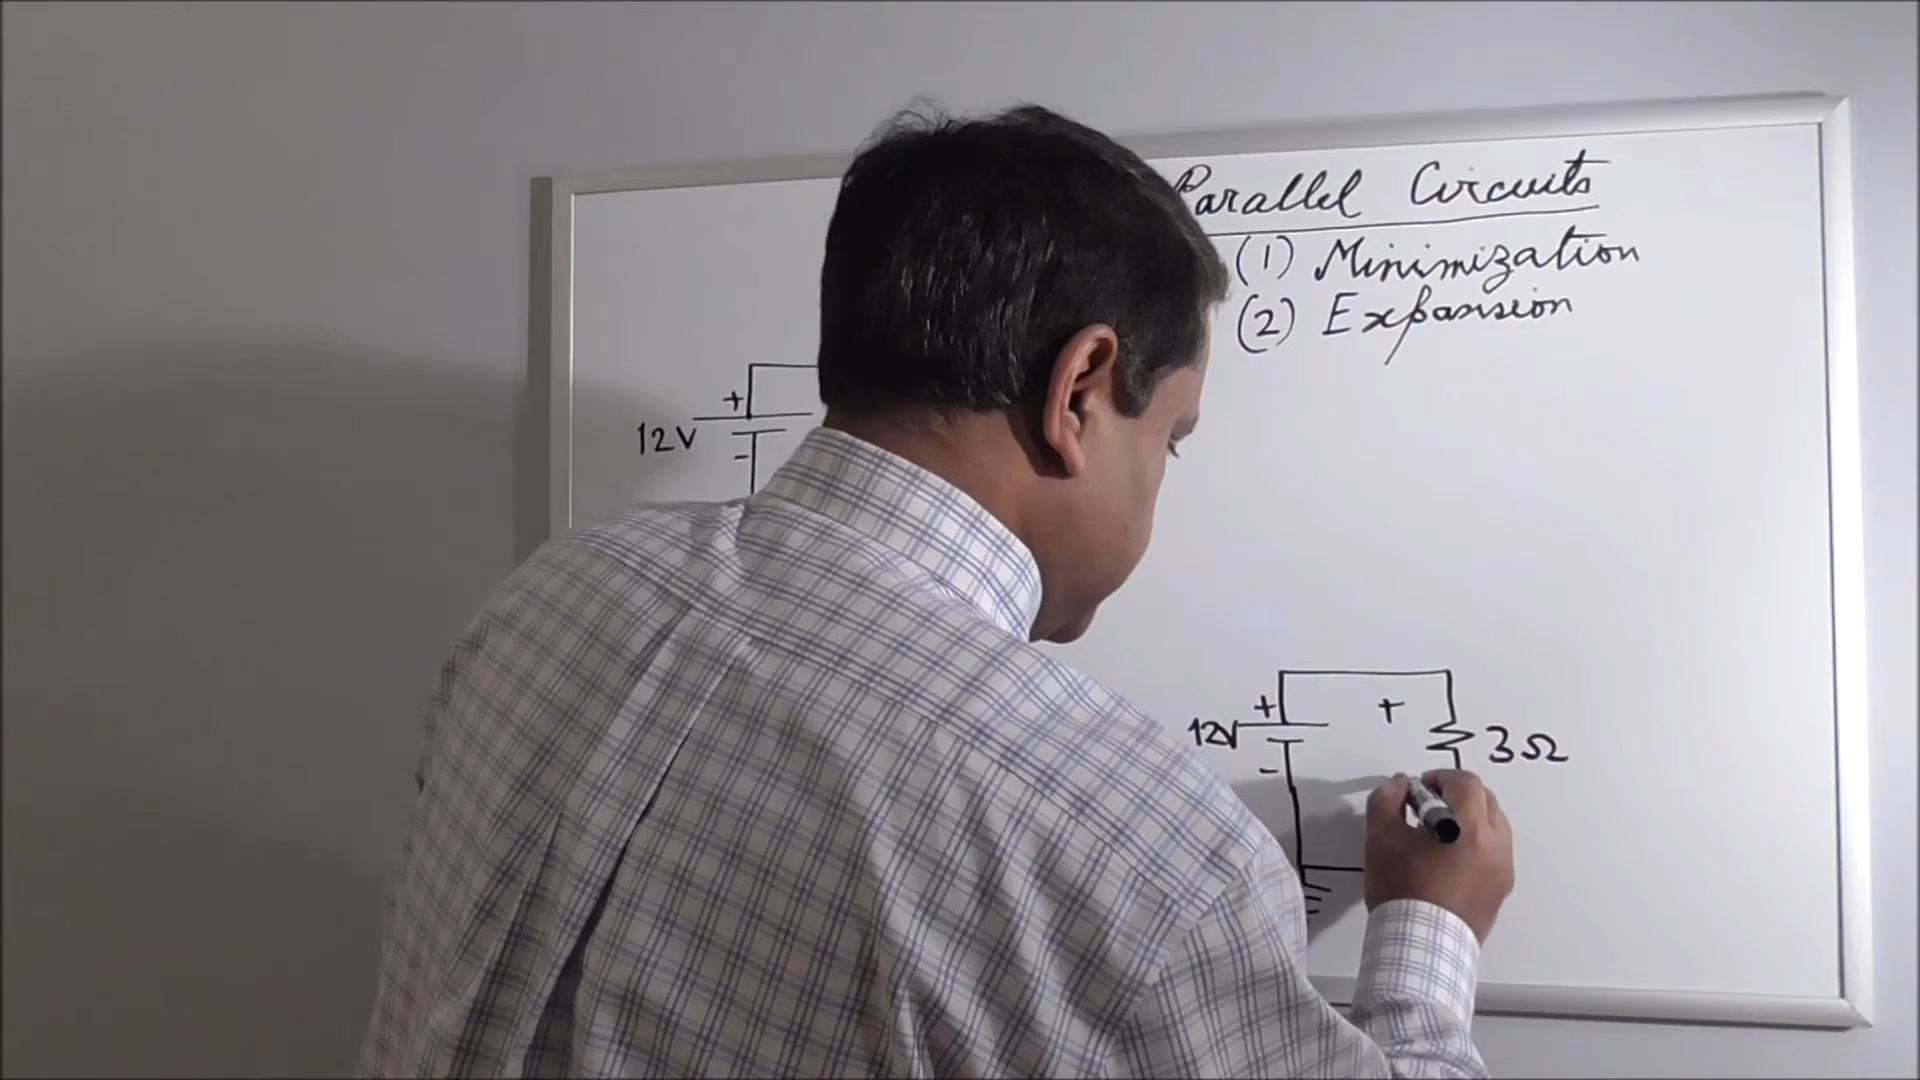 Parallel Circuits
(1) Minimization
(2) Expansion
+
12V
-
+
+
12V
3Ω
-